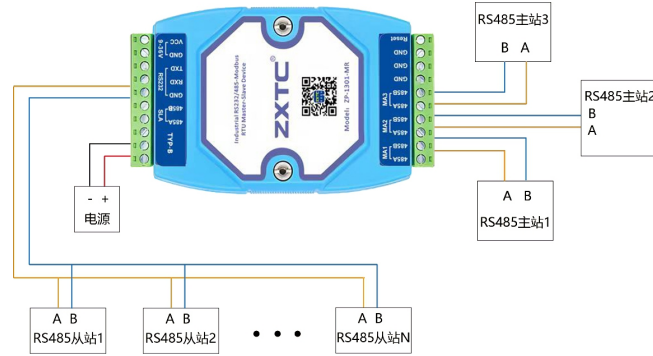 RS485主站3
B A
RS485主站2
B
A
A B
RS485主站1
VCC
9-36V
GND
TXD
RXD
RS232
GND
485B
SLA
485A
TYP-B
Industrial RS232/485-Modbus
RTU Master-Slave Device
ZXTC®
Model: ZP-1301-MR
Reset
GND
GND
GND
485B
MA3
485A
485B
MA2
485A
485B
MA1
485A
- +
电源
A B
RS485从站1
A B
RS485从站2
• • •
A B
RS485从站N